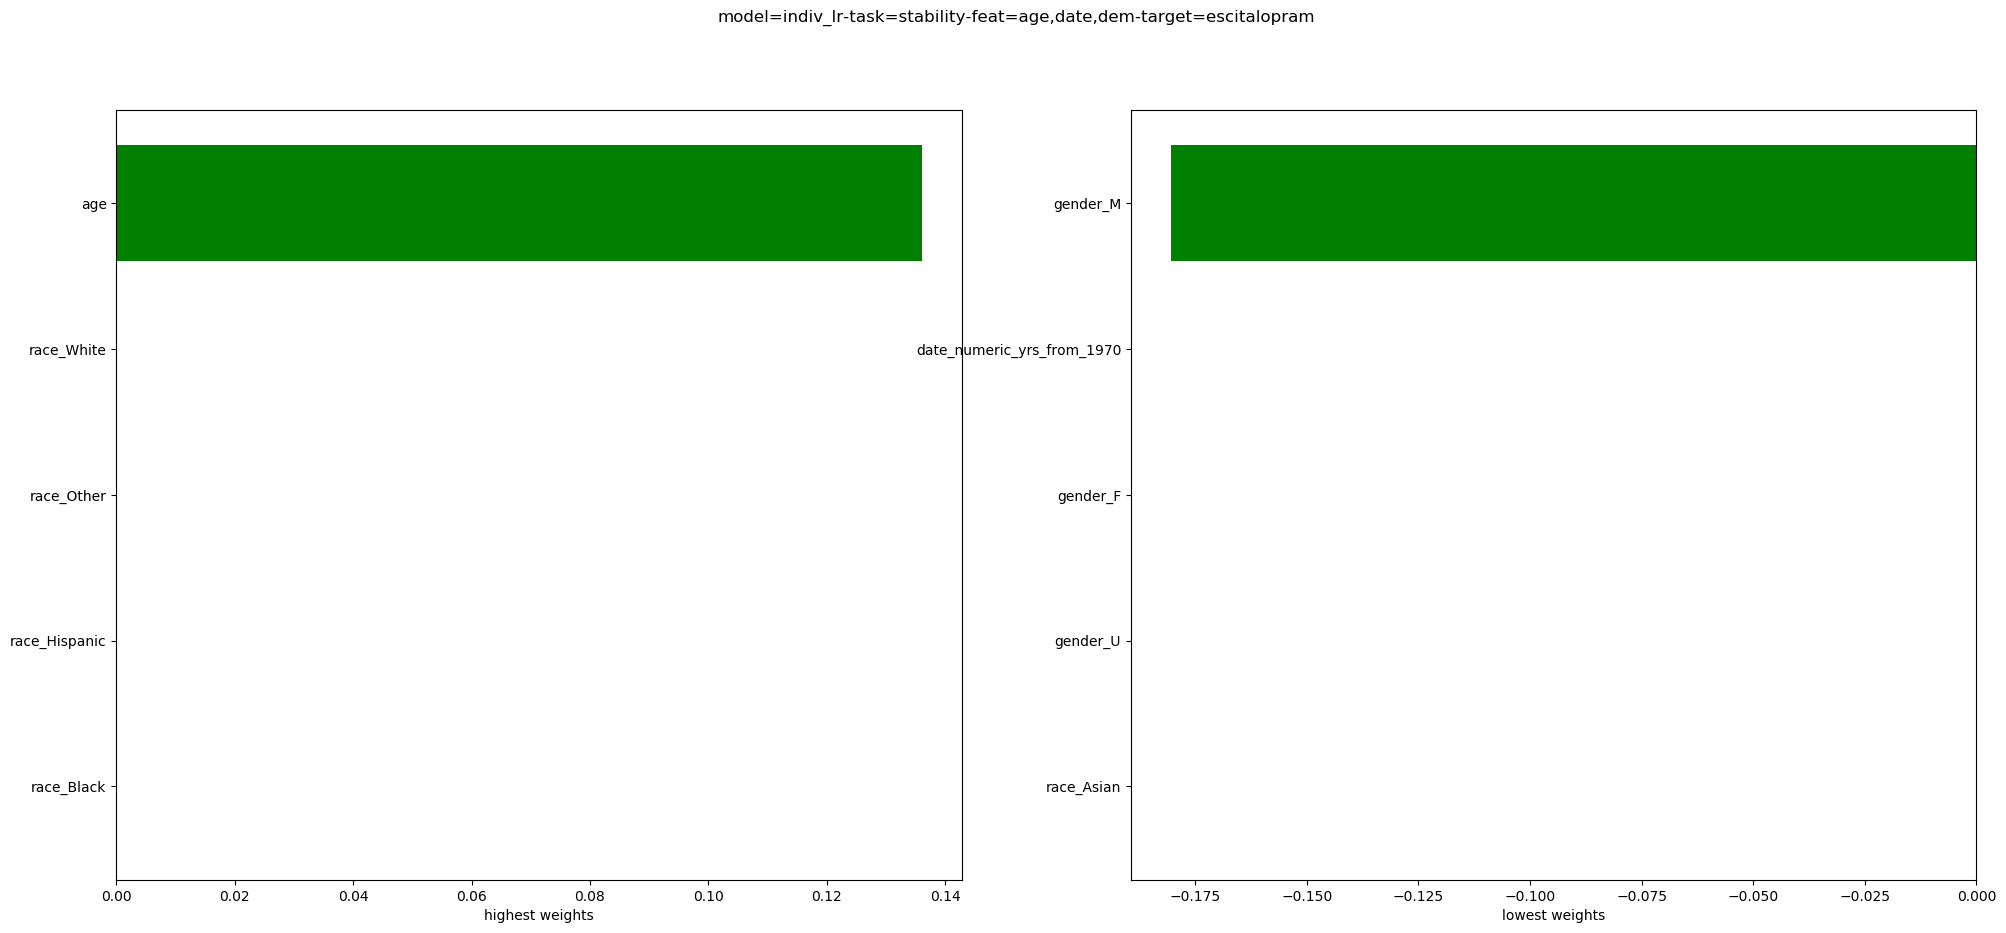 model=indiv_lr-task=stability-feat=age,date,dem-target=escitalopram
age
race_White
race_Other
race_Hispanic
race_Black
0.00 0.02 0.04 0.06 0.08 0.10 0.12 0.14
highest weights
gender_M
date_numeric_yrs_from_1970
gender_F
gender_U
race_Asian
−0.175 −0.150 −0.125 −0.100 −0.075 −0.050 −0.025 0.000
lowest weights